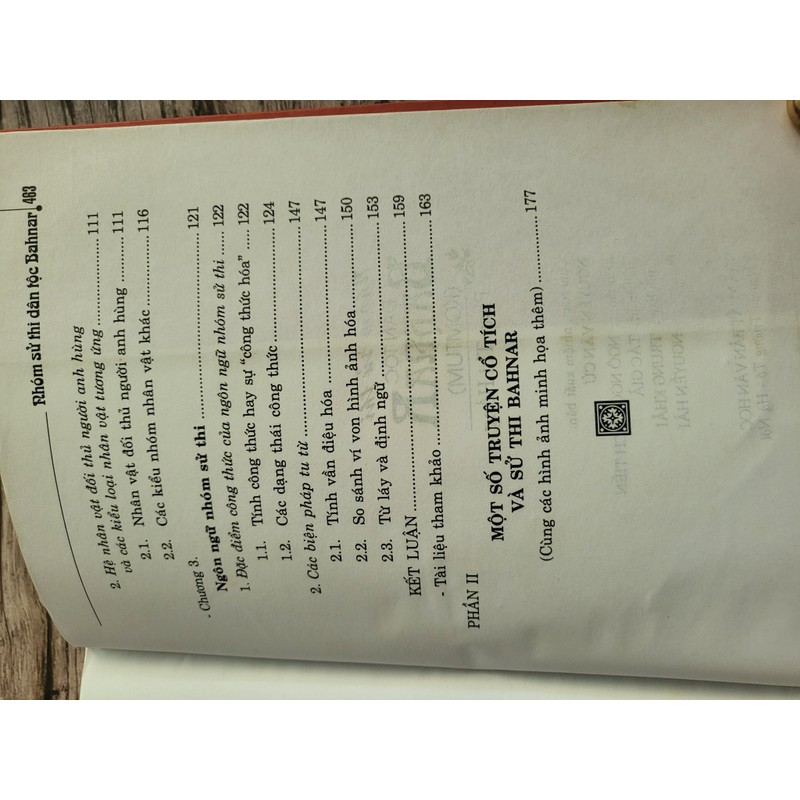 Nhóm sử thi dân tộc Bahnar • 463
2. Hệ nhân vật đối thủ người anh hùng
và các kiểu loại nhân vật tương ứng ........................ 111
2.1. Nhân vật đối thủ người anh hùng ........... 111
2.2. Các kiểu nhóm nhân vật khác ................. 116
- Chương 3.
Ngôn ngữ nhóm sử thi ........................................ 121
1. Đặc điểm công thức của ngôn ngữ nhóm sử thi ...... 122
1.1. Tính công thức hay sự "công thức hóa" ..... 122
1.2. Các dạng thái công thức ........................... 124
2. Các biện pháp tu từ ............................................. 147
2.1. Tính vần điệu hóa ..................................... 147
2.2. So sánh ví von hình ảnh hóa ................... 150
2.3. Từ láy và định ngữ ................................... 153
KẾT LUẬN ............................................................. 159
- Tài liệu tham khảo ............................................... 163
PHẦN II
MỘT SỐ TRUYỆN CỔ TÍCH
VÀ SỬ THI BAHNAR
(Cùng các hình ảnh minh họa thêm) .................... 177